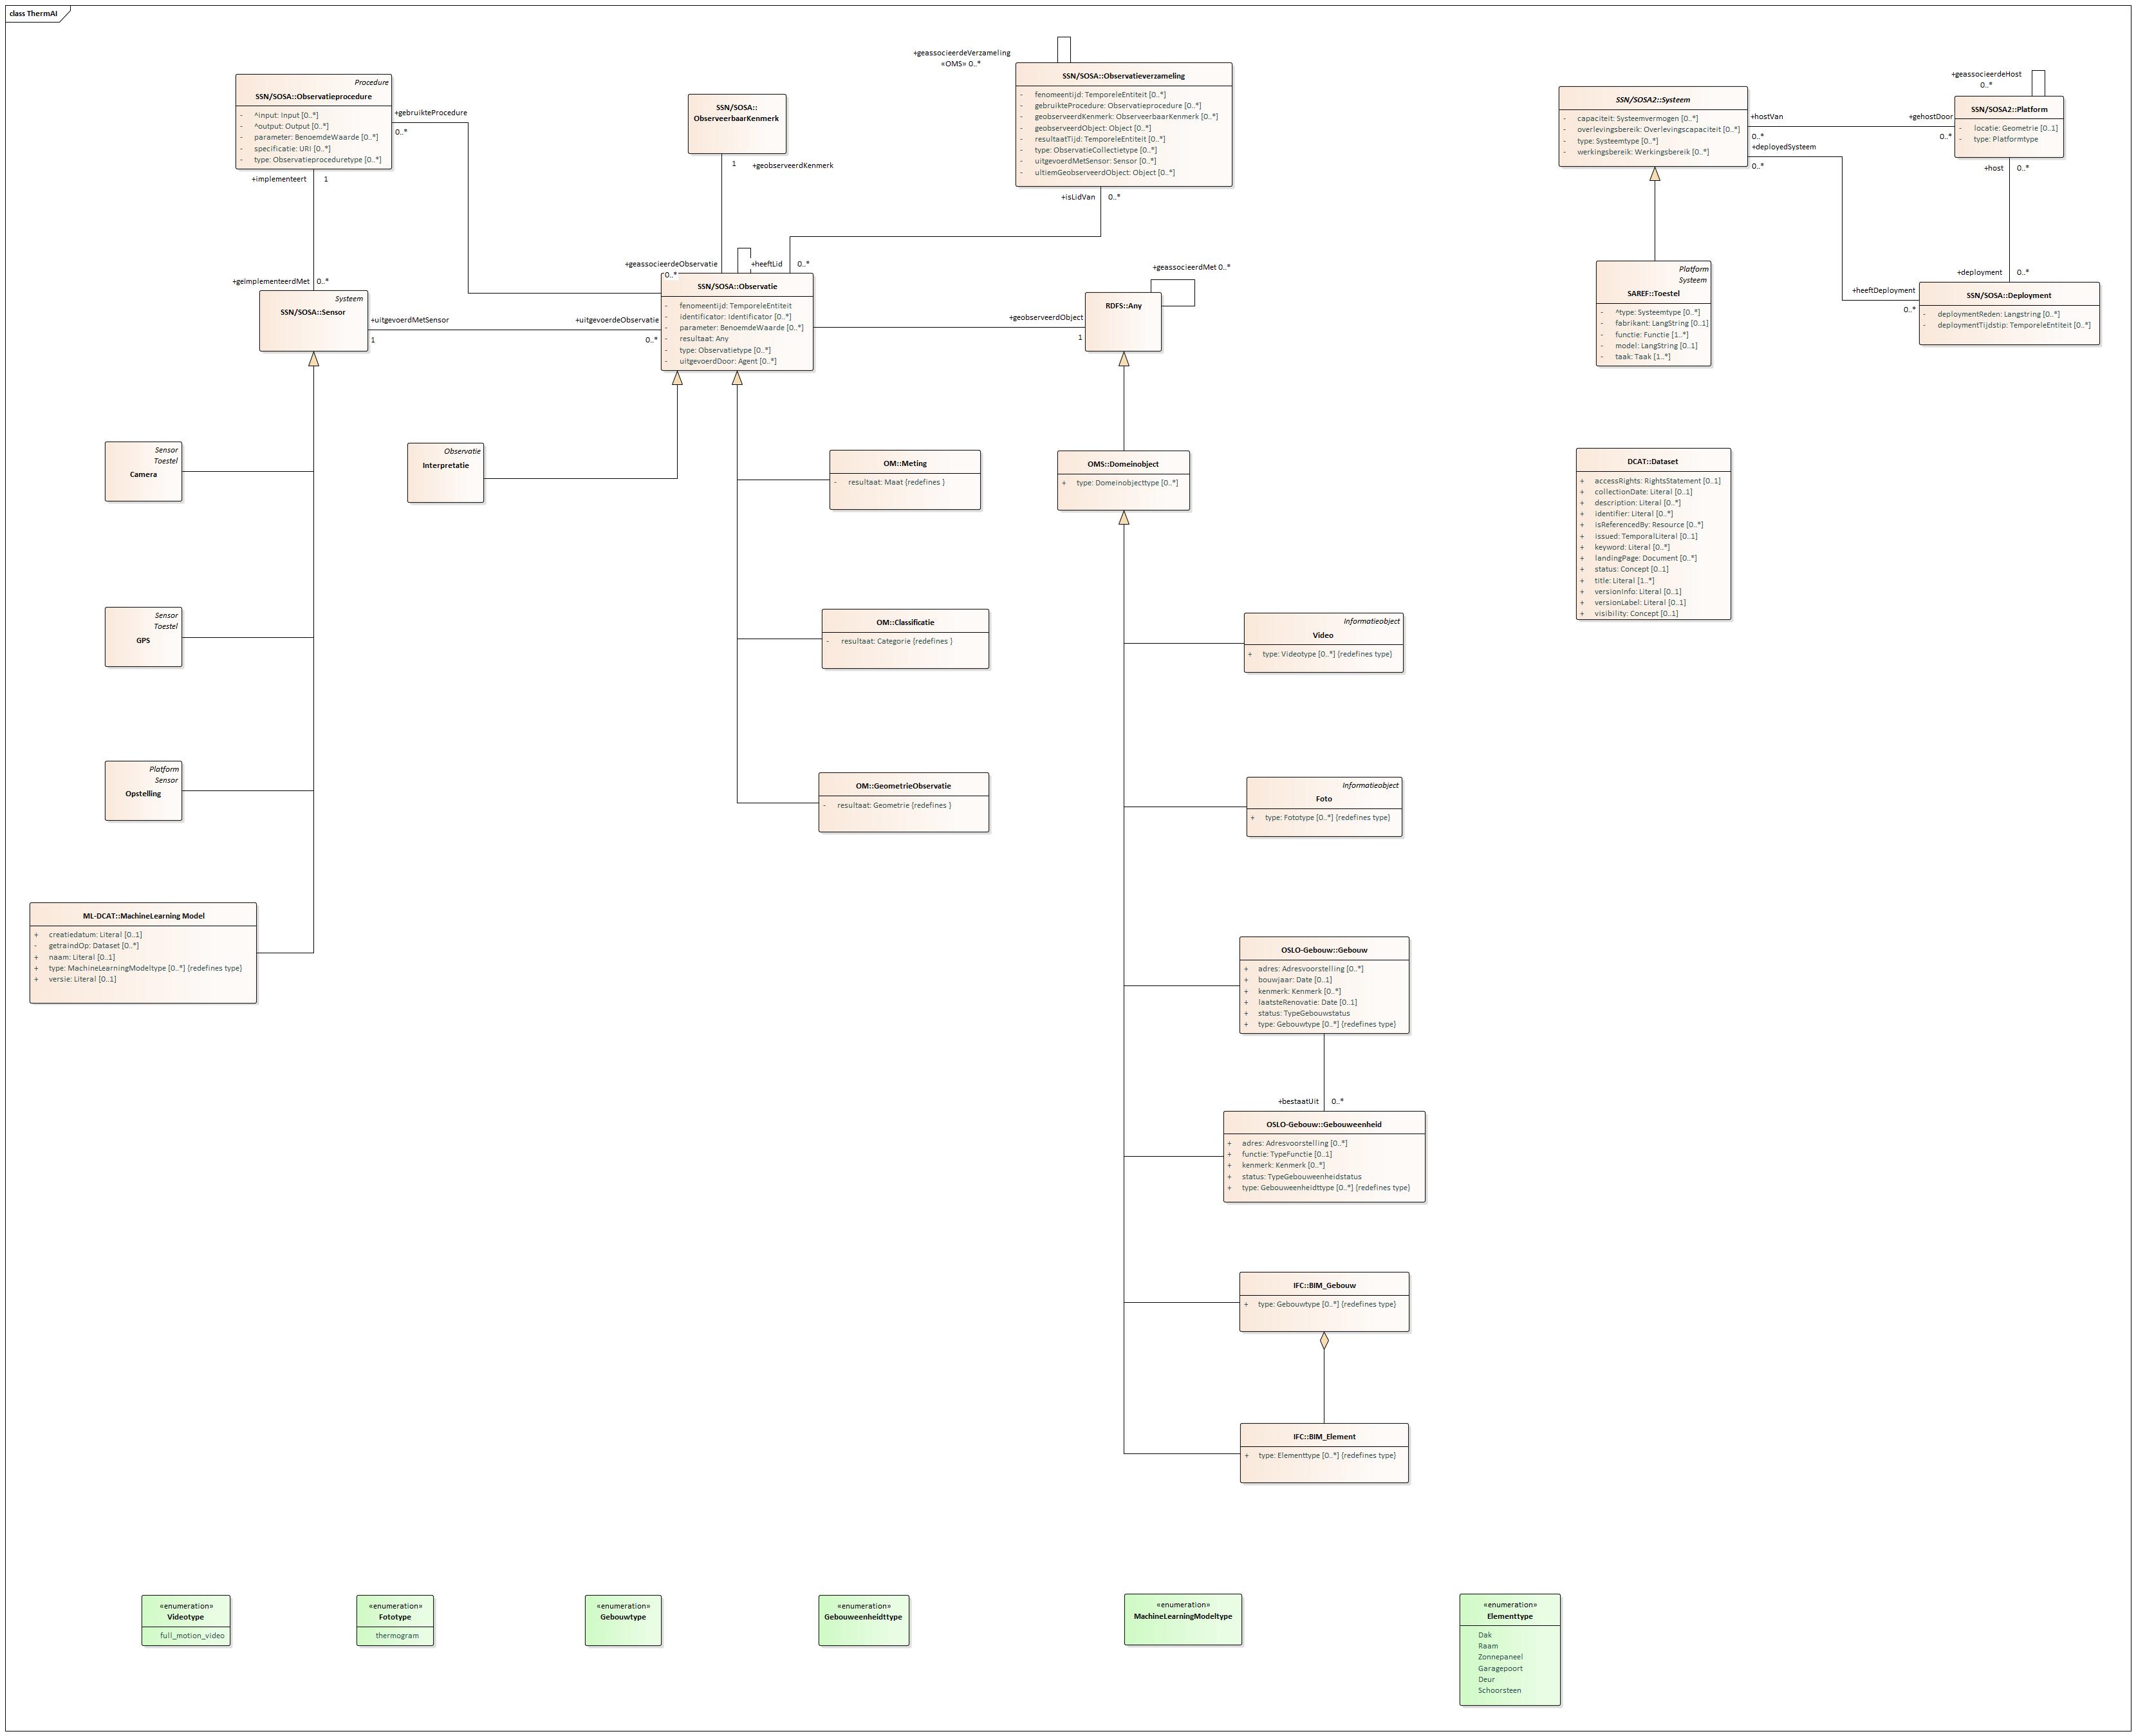 class ThermAI
+geassocieerdeVerzameling
«OMS» 0..*
Procedure
SSN/SOSA::Observatieprocedure
- ^input: Input [0..*]
- ^output: Output [0..*]
- parameter: BenoemdeWaarde [0..*]
- specificatie: URI [0..*]
- type: Observatieproceduretype [0..*]
+gebruikteProcedure
0..*
+implementeert 1
SSN/SOSA::
ObserveerbaarKenmerk
1 +geobserveerdKenmerk
SSN/SOSA::Observatieverzameling
- fenomeentijd: TemporeleEntiteit [0..*]
- gebruikteProcedure: Observatieprocedure [0..*]
- geobserveerdKenmerk: ObserveerbaarKenmerk [0..*]
- geobserveerdObject: Object [0..*]
- resultaatTijd: TemporeleEntiteit [0..*]
- type: ObservatieCollectietype [0..*]
- uitgevoerdMetSensor: Sensor [0..*]
- ultiemGeobserveerdObject: Object [0..*]
+isLidVan 0..*
SSN/SOSA2::Systeem
- capaciteit: Systeemvermogen [0..*]
- overlevingsbereik: Overlevingscapaciteit [0..*]
- type: Systeemtype [0..*]
- werkingsbereik: Werkingsbereik [0..*]
+hostVan
0..*
+gehostDoor
0..*
+deployedSysteem
0..*
+geassocieerdeHost
0..*
SSN/SOSA2::Platform
- locatie: Geometrie [0..1]
- type: Platformtype
+host 0..*
+geimplementeerdMet 0..*
Systeem
SSN/SOSA::Sensor
+uitgevoerdMetSensor
1
+uitgevoerdeObservatie
0..*
+geassocieerdeObservatie
0..*
+heeftLid 0..*
SSN/SOSA::Observatie
- fenomeentijd: TemporeleEntiteit
- identificator: Identificator [0..*]
- parameter: BenoemdeWaarde [0..*]
- resultaat: Any
- type: Observatietype [0..*]
- uitgevoerdDoor: Agent [0..*]
+geobserveerdObject
1
+geassocieerdMet 0..*
RDFS::Any
Platform
Systeem
SAREF::Toestel
- ^type: Systeemtype [0..*]
- fabrikant: LangString [0..1]
- functie: Functie [1..*]
- model: LangString [0..1]
- taak: Taak [1..*]
+deployment 0..*
+heeftDeployment
0..*
SSN/SOSA::Deployment
- deploymentReden: Langstring [0..*]
- deploymentTijdstip: TemporeleEntiteit [0..*]
Sensor
Toestel
Camera
Observatie
Interpretatie
OM::Meting
- resultaat: Maat {redefines }
OMS::Domeinobject
+ type: Domeinobjecttype [0..*]
DCAT::Dataset
+ accessRights: RightsStatement [0..1]
+ collectionDate: Literal [0..1]
+ description: Literal [0..*]
+ identifier: Literal [0..*]
+ isReferencedBy: Resource [0..*]
+ issued: TemporalLiteral [0..1]
+ keyword: Literal [0..*]
+ landingPage: Document [0..*]
+ status: Concept [0..1]
+ title: Literal [1..*]
+ versionInfo: Literal [0..1]
+ versionLabel: Literal [0..1]
+ visibility: Concept [0..1]
Sensor
Toestel
GPS
OM::Classificatie
- resultaat: Categorie {redefines }
Informatieobject
Video
+ type: Videotype [0..*] {redefines type}
Platform
Sensor
Opstelling
OM::GeometrieObservatie
- resultaat: Geometrie {redefines }
Informatieobject
Foto
+ type: Fototype [0..*] {redefines type}
ML-DCAT::MachineLearning Model
+ creatiedatum: Literal [0..1]
- getraindOp: Dataset [0..*]
+ naam: Literal [0..1]
+ type: MachineLearningModeltype [0..*] {redefines type}
+ versie: Literal [0..1]
OSLO-Gebouw::Gebouw
+ adres: Adresvoorstelling [0..*]
+ bouwjaar: Date [0..1]
+ kenmerk: Kenmerk [0..*]
+ laatsteRenovatie: Date [0..1]
+ status: TypeGebouwstatus
+ type: Gebouwtype [0..*] {redefines type}
+bestaatUit 0..*
OSLO-Gebouw::Gebouweenheid
+ adres: Adresvoorstelling [0..*]
+ functie: TypeFunctie [0..1]
+ kenmerk: Kenmerk [0..*]
+ status: TypeGebouweenheidstatus
+ type: Gebouweenheidttype [0..*] {redefines type}
IFC::BIM_Gebouw
+ type: Gebouwtype [0..*] {redefines type}
IFC::BIM_Element
+ type: Elementtype [0..*] {redefines type}
«enumeration»
Videotype
full_motion_video
«enumeration»
Fototype
thermogram
«enumeration»
Gebouwtype
«enumeration»
Gebouweenheidttype
«enumeration»
MachineLearningModeltype
«enumeration»
Elementtype
Dak
Raam
Zonnepaneel
Garagepoort
Deur
Schoorsteen